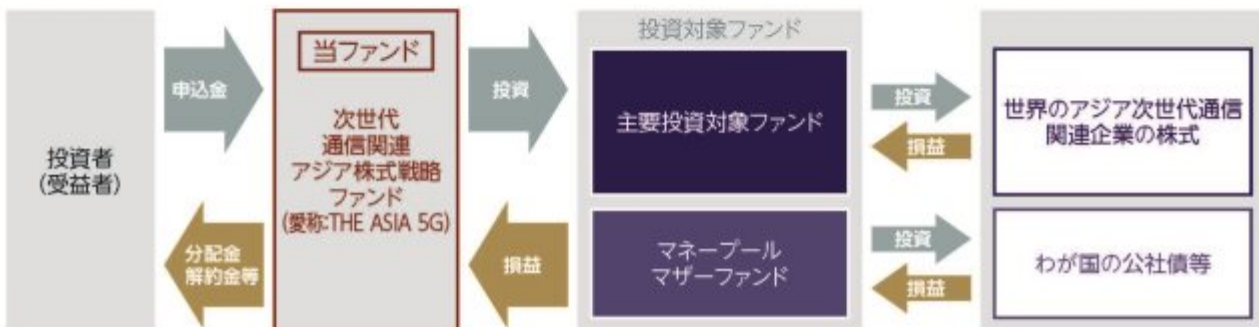 投資者
(受益者)
申込金
分配金
解約金等
当ファンド
次世代
通信関連
アジア株式戦略
ファンド
(愛称:THE ASIA 5G)
投資
損益
投資対象ファンド
主要投資対象ファンド
マネープール
マザーファンド
投資
損益
投資
損益
世界のアジア次世代通信
関連企業の株式
わが国の公社債等